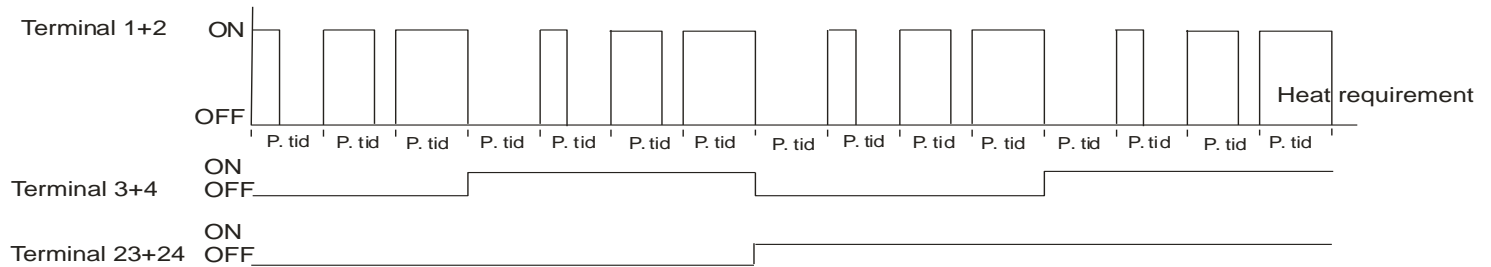 Terminal 1+2 ON
Heat requirement
OFF
P. tid P. tid P. tid P. tid P. tid P. tid P. tid P. tid P. tid P. tid P. tid P. tid P. tid P. tid P. tid
ON
Terminal 3+4 OFF
ON
Terminal 23+24 OFF